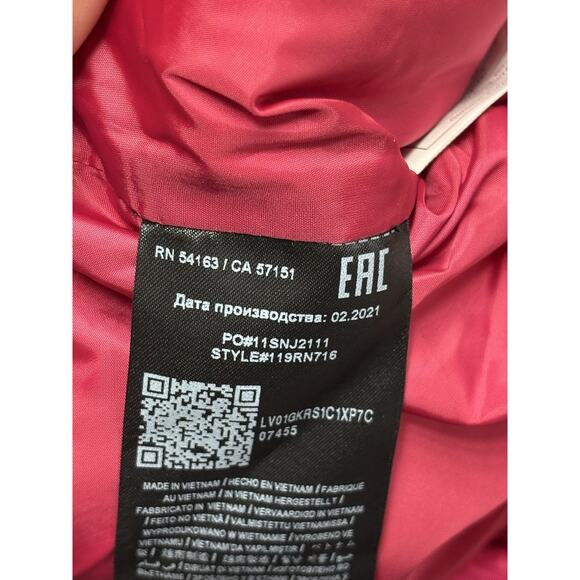 RN 54163 / CA 57151
EAC
Дата производства: 02.2021
PO#11SNJ2111
STYLE#119RN716
LV01GKRS1C1XP7C
07455
MADE IN VIETNAM / HECHO EN VIETNAM / FABRIQUE
AU VIETNAM / IN VIETNAM HERGESTELLT /
FABBRICATO IN VIETNAM / VERVAARDIGD IN VIETNAM
/ FEITO NO VIETNÃ / VALMISTETTU VIETNAMISSA /
WYPRODUKOWANO W WIETNAMIE / VYROBENO VE
VIETNAMU / VIETNAM'DA YAPILMIŞTIR /